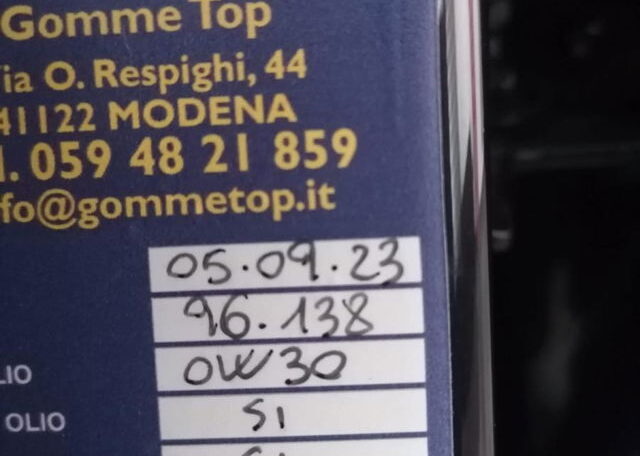 Gomme Top
ia O. Respighi, 44
41122 MODENA
l. 059 48 21 859
fo@gommetop.it
05.09.23
96.138
LIO 0W30
OLIO SI